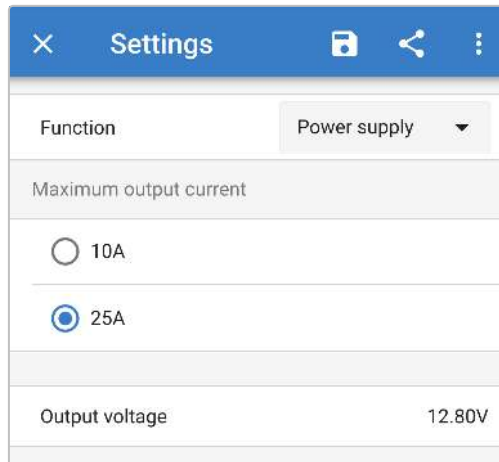 Settings
Function Power supply
Maximum output current
10A
25A
Output voltage 12.80V